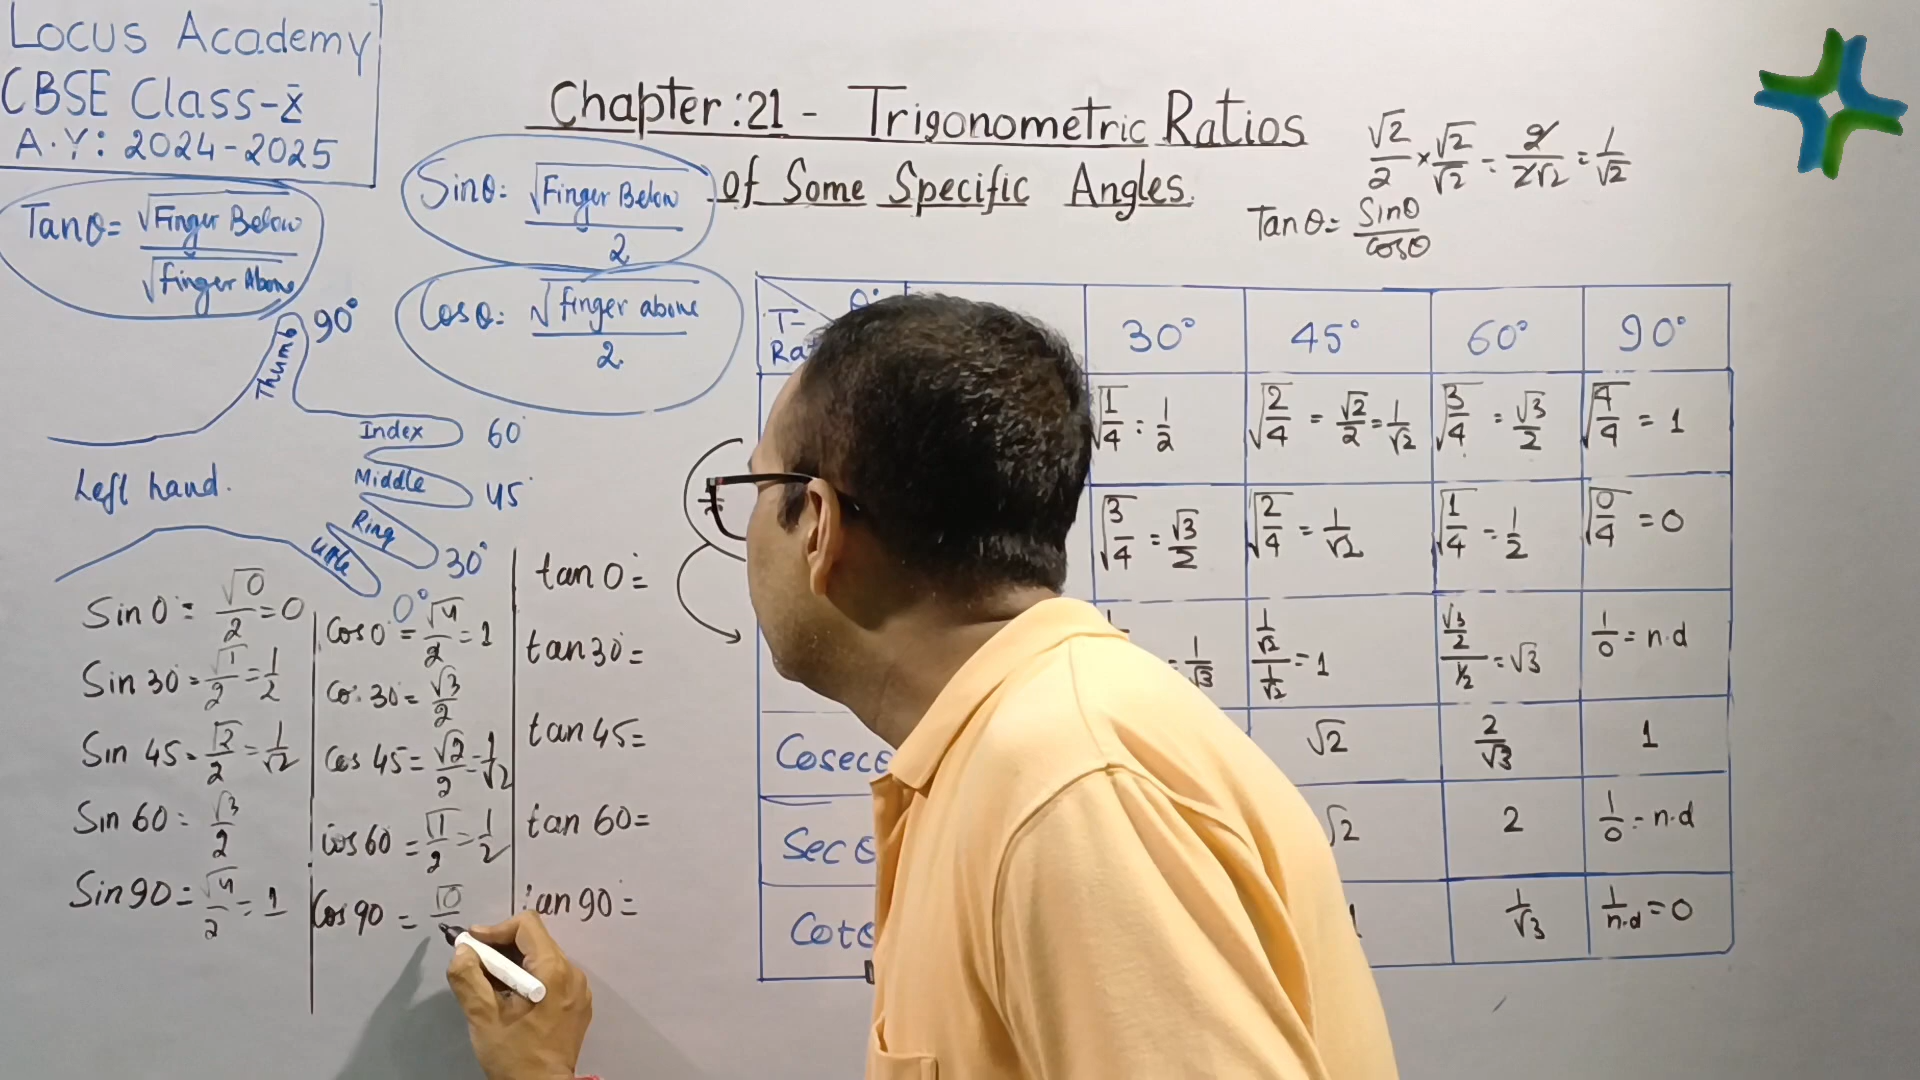 Locus Academy
CBSE Class-X
A.Y: 2024-2025
Chapter:21 - Trigonometric Ratios
of Some Specific Angles.
√2/2 × √2/√2 = 2/2√2 = 1/√2
Tanθ = Sinθ/Cosθ
Tanθ = √Finger Below/√Finger Above
Sinθ = √Finger Below/2
Cosθ = √finger above/2
Thumb 90°
Index 60°
Middle 45°
Ring 30°
0°
Left hand.
Sin 0° = √0/2 = 0
Sin 30 = √1/2 = 1/2
Sin 45 = √2/2 = 1/√2
Sin 60 = √3/2
Sin 90 = √4/2 = 1
Cos 0° = √4/2 = 1
Cos 30 = √3/2
Cos 45 = √2/2 = 1/√2
Cos 60 = √1/2 = 1/2
Cos 90 = √0
tan 0 =
tan 30 =
tan 45 =
tan 60 =
tan 90 =
T- θ° 30° 45° 60° 90°
√1/4 = 1/2 √2/4 = √2/2 = 1/√2 √3/4 = √3/2 √4/4 = 1
√3/4 = √3/2 √2/4 = 1/√2 √1/4 = 1/2 √0/4 = 0
= 1/√3 1/√2/1/√2 = 1 √3/2/1/2 = √3 1/0 = n.d
Cosec √2 2/√3 1
Sec √2 2 1/0 = n.d
Cot 1/√3 1/n.d = 0